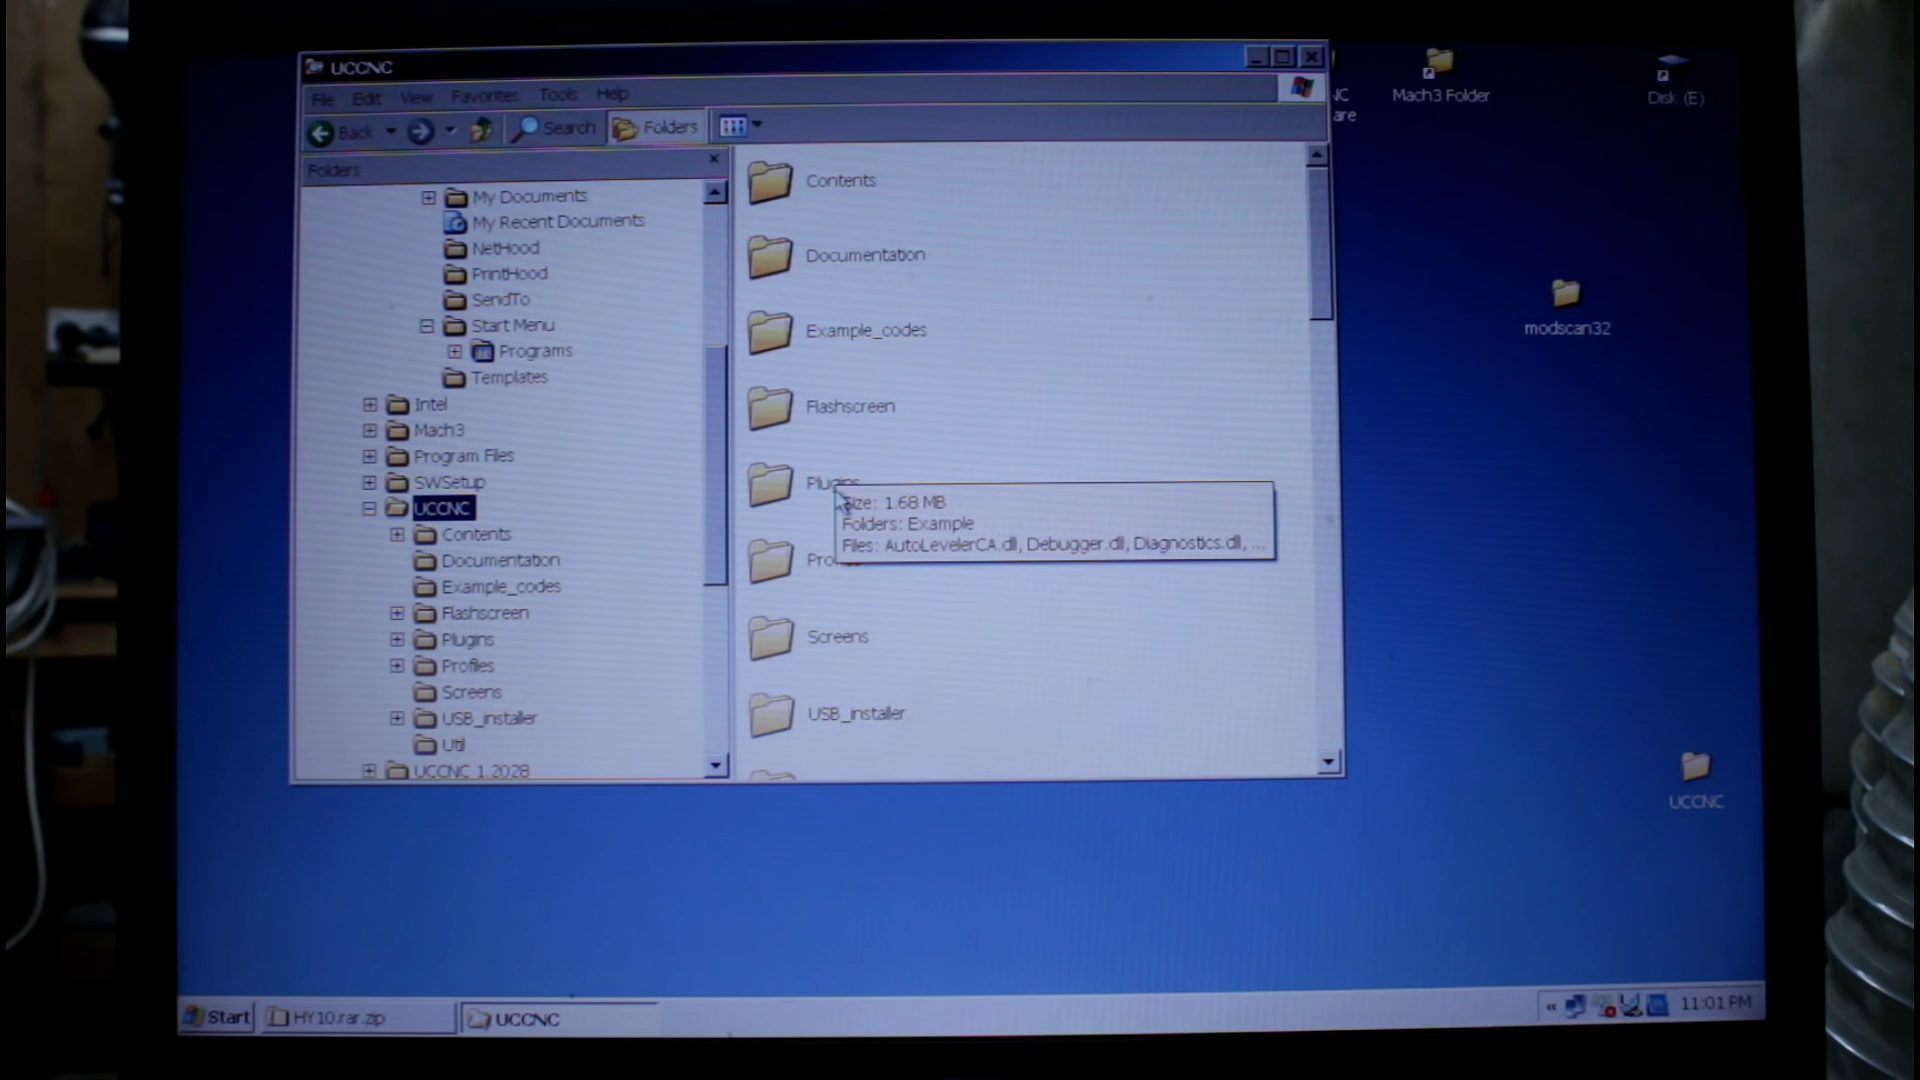 UCCNC
File Edit View Favorites Tools Help
Back Search Folders
Folders
My Documents
My Recent Documents
NetHood
PrintHood
SendTo
Start Menu
Programs
Templates
Intel
Mach3
Program Files
SWSetup
UCCNC
Contents
Documentation
Example_codes
Flashscreen
Plugins
Profiles
Screens
USB_installer
Util
UCCNC 1.2028
Contents
Documentation
Example_codes
Flashscreen
Plugins
Size: 1.68 MB
Folders: Example
Files: AutoLevelerCA.dll, Debugger.dll, Diagnostics.dll, ...
Screens
USB_installer
Mach3 Folder
Disk (E)
modscan32
UCCNC
Start
HY10.rar.zip
UCCNC
11:01 PM